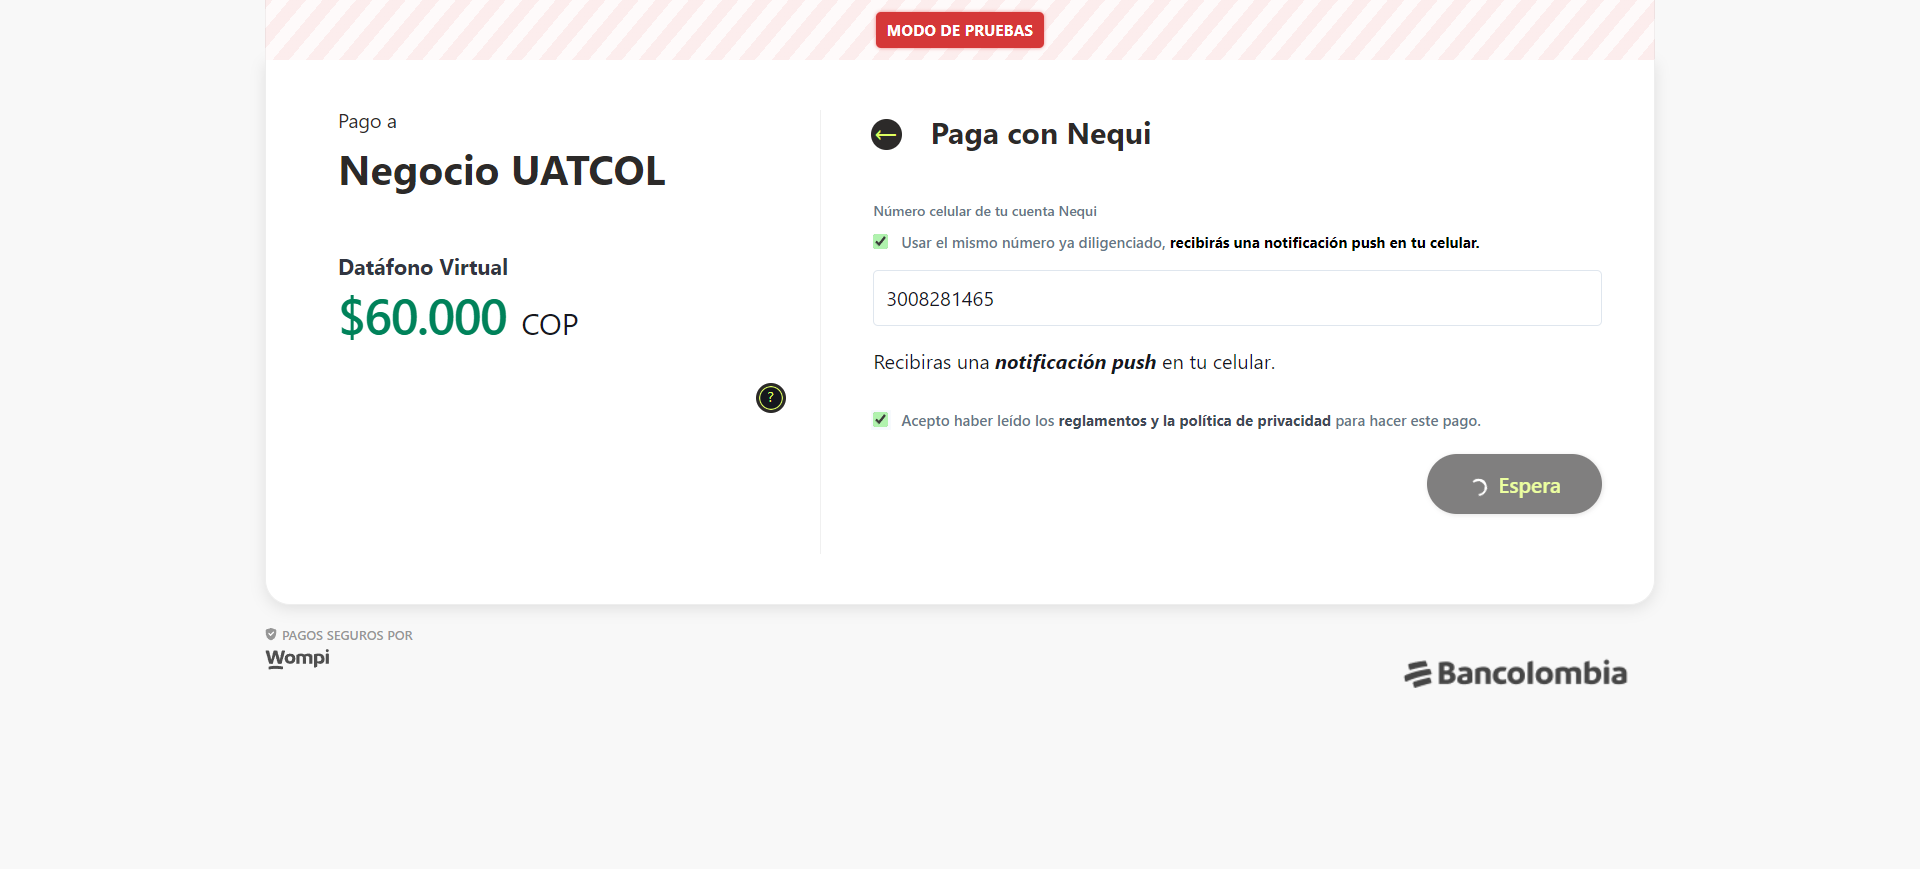 MODO DE PRUEBAS
Pago a
Negocio UATCOL
Datáfono Virtual
$60.000 COP
?
Paga con Nequi
Número celular de tu cuenta Nequi
Usar el mismo número ya diligenciado, recibirás una notificación push en tu celular.
3008281465
Recibiras una notificación push en tu celular.
Acepto haber leído los reglamentos y la política de privacidad para hacer este pago.
Espera
PAGOS SEGUROS POR
Wompi
Bancolombia